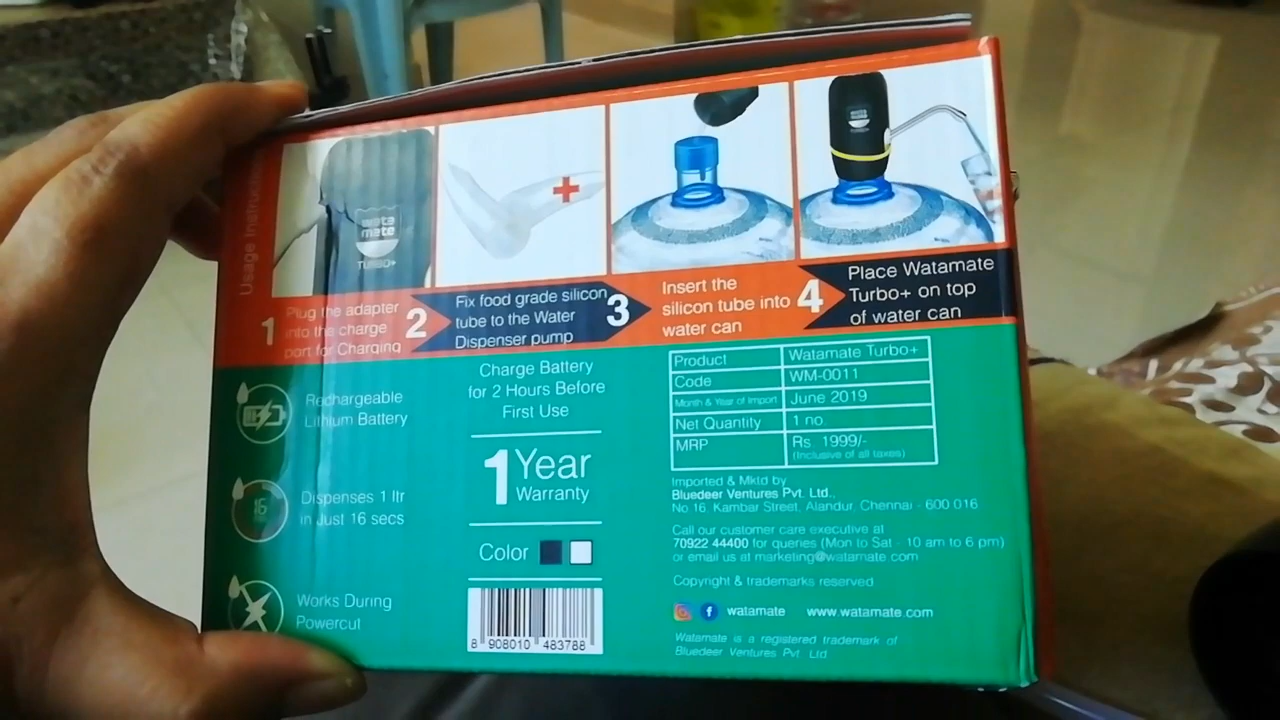 Usage Instructions
wata
mate
TURBO+
1 Plug the adapter
into the charge
port for Charging
2 Fix food grade silicon
tube to the Water
Dispenser pump
3 Insert the
silicon tube into
water can
4 Place Watamate
Turbo+ on top
of water can
Rechargeable
Lithium Battery
16
Dispenses 1 ltr
in Just 16 secs
Works During
Powercut
Charge Battery
for 2 Hours Before
First Use
1 Year
Warranty
Color
8 908010 483788
Product Watamate Turbo+
Code WM-0011
Month & Year of Import June 2019
Net Quantity 1 no.
MRP Rs. 1999/-
(Inclusive of all taxes)
Imported & Mktd by
Bluedeer Ventures Pvt. Ltd.,
No 16, Kambar Street, Alandur, Chennai - 600 016
Call our customer care executive at
70922 44400 for queries (Mon to Sat - 10 am to 6 pm)
or email us at marketing@watamate.com
Copyright & trademarks reserved
watamate www.watamate.com
Watamate is a registered trademark of
Bluedeer Ventures Pvt. Ltd.